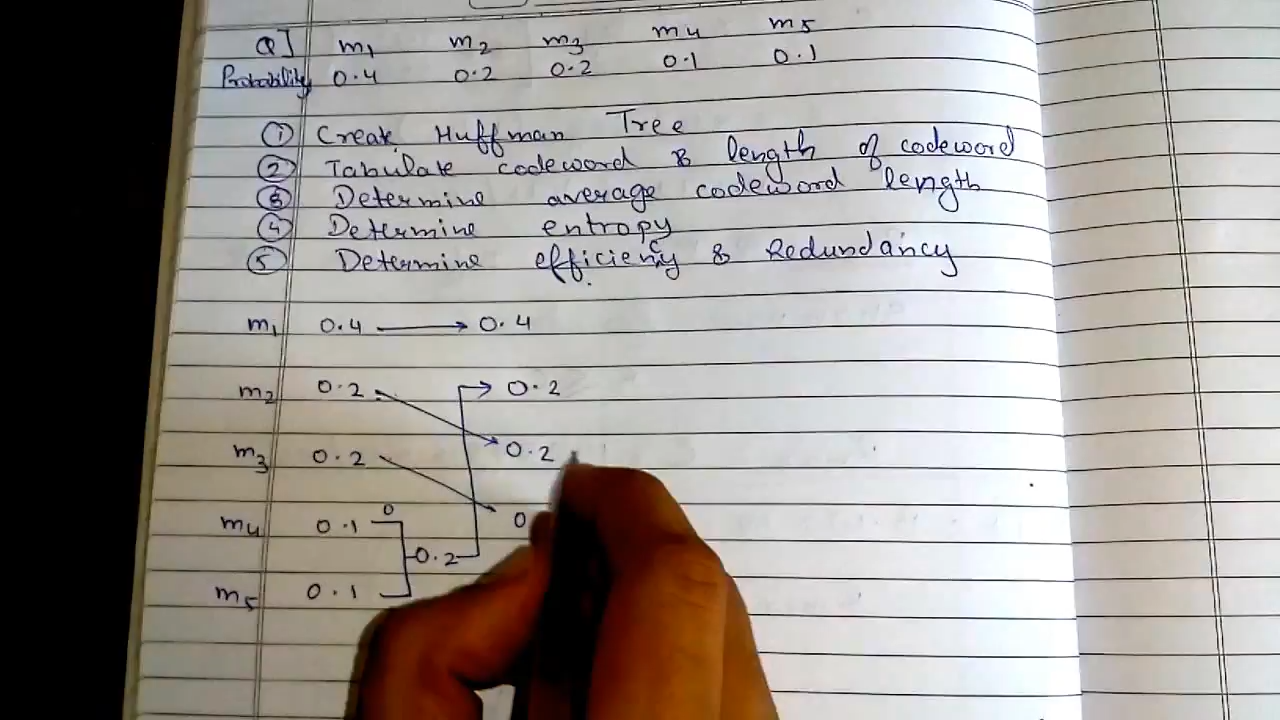 Q] m1 m2 m3 m4 m5
Probability 0.4 0.2 0.2 0.1 0.1
① Create Huffman Tree
② Tabulate codeword & length of codeword
③ Determine average codeword length
④ Determine entropy
⑤ Determine efficiency & Redundancy
m1 0.4 → 0.4
m2 0.2 → 0.2
0.2
m3 0.2
0
m4 0.1 0
0.2
m5 0.1